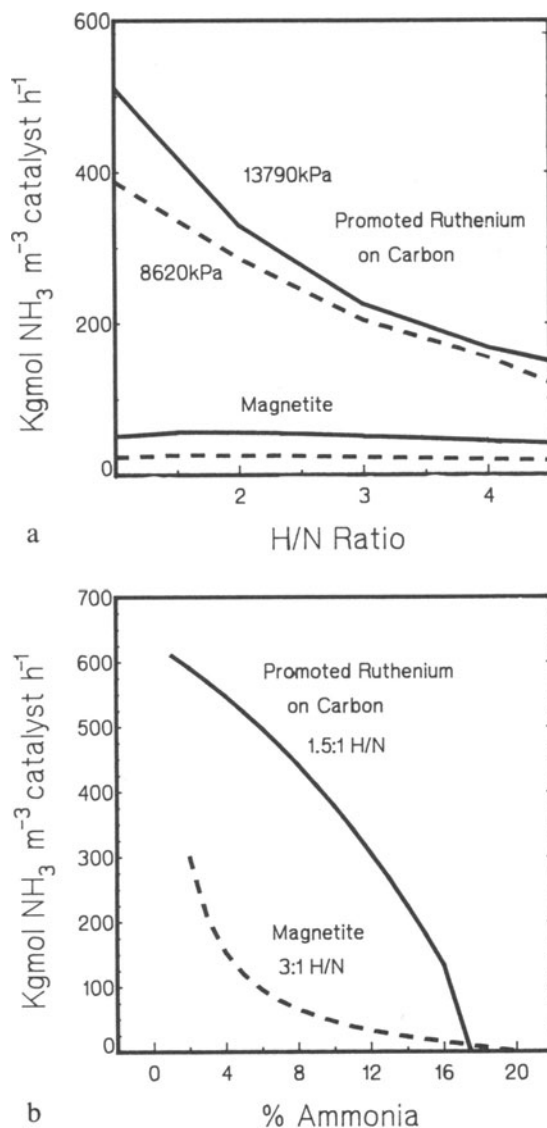 600
400
200
0
Kgmol NH₃ m⁻³ catalyst h⁻¹
13790kPa
Promoted Ruthenium
on Carbon
8620kPa
Magnetite
2 3 4
a
H/N Ratio
700
600
500
400
300
200
100
0
Kgmol NH₃ m⁻³ catalyst h⁻¹
Promoted Ruthenium
on Carbon
1.5:1 H/N
Magnetite
3:1 H/N
0 4 8 12 16 20
b
% Ammonia